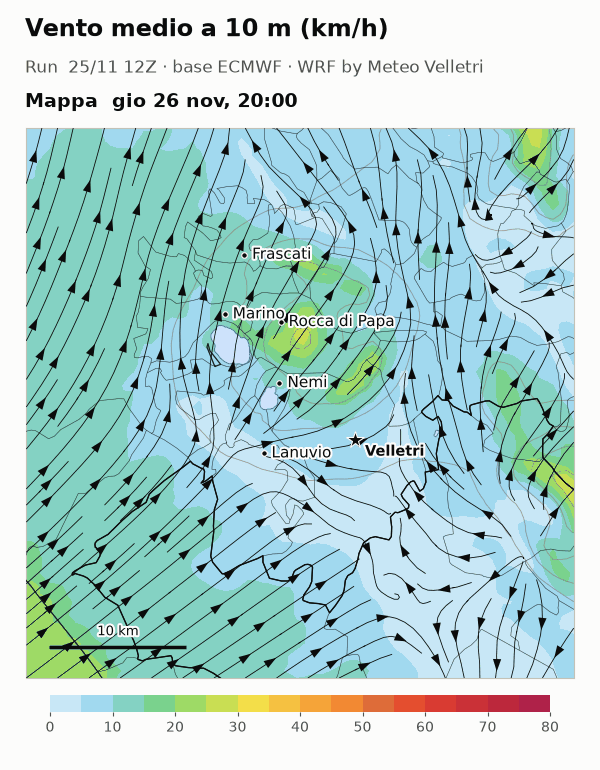 Vento medio a 10 m (km/h)
Run  25/11 12Z · base ECMWF · WRF by Meteo Velletri
Mappa  gio 26 nov, 20:00
Frascati
Marino
Rocca di Papa
Nemi
Velletri
Lanuvio
10 km
0 10 20 30 40 50 60 70 80